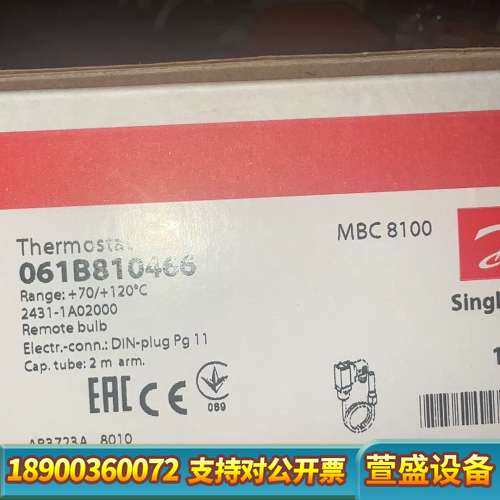 MBC 8100
Thermostat
061B810466
Range: +70/+120°C
2431-1A02000
Remote bulb
Electr.-conn.: DIN-plug Pg 11
Cap. tube: 2 m arm.
Singl
EAC CE
089
AP3723A 8010
18900360072 支持对公开票 萱盛设备